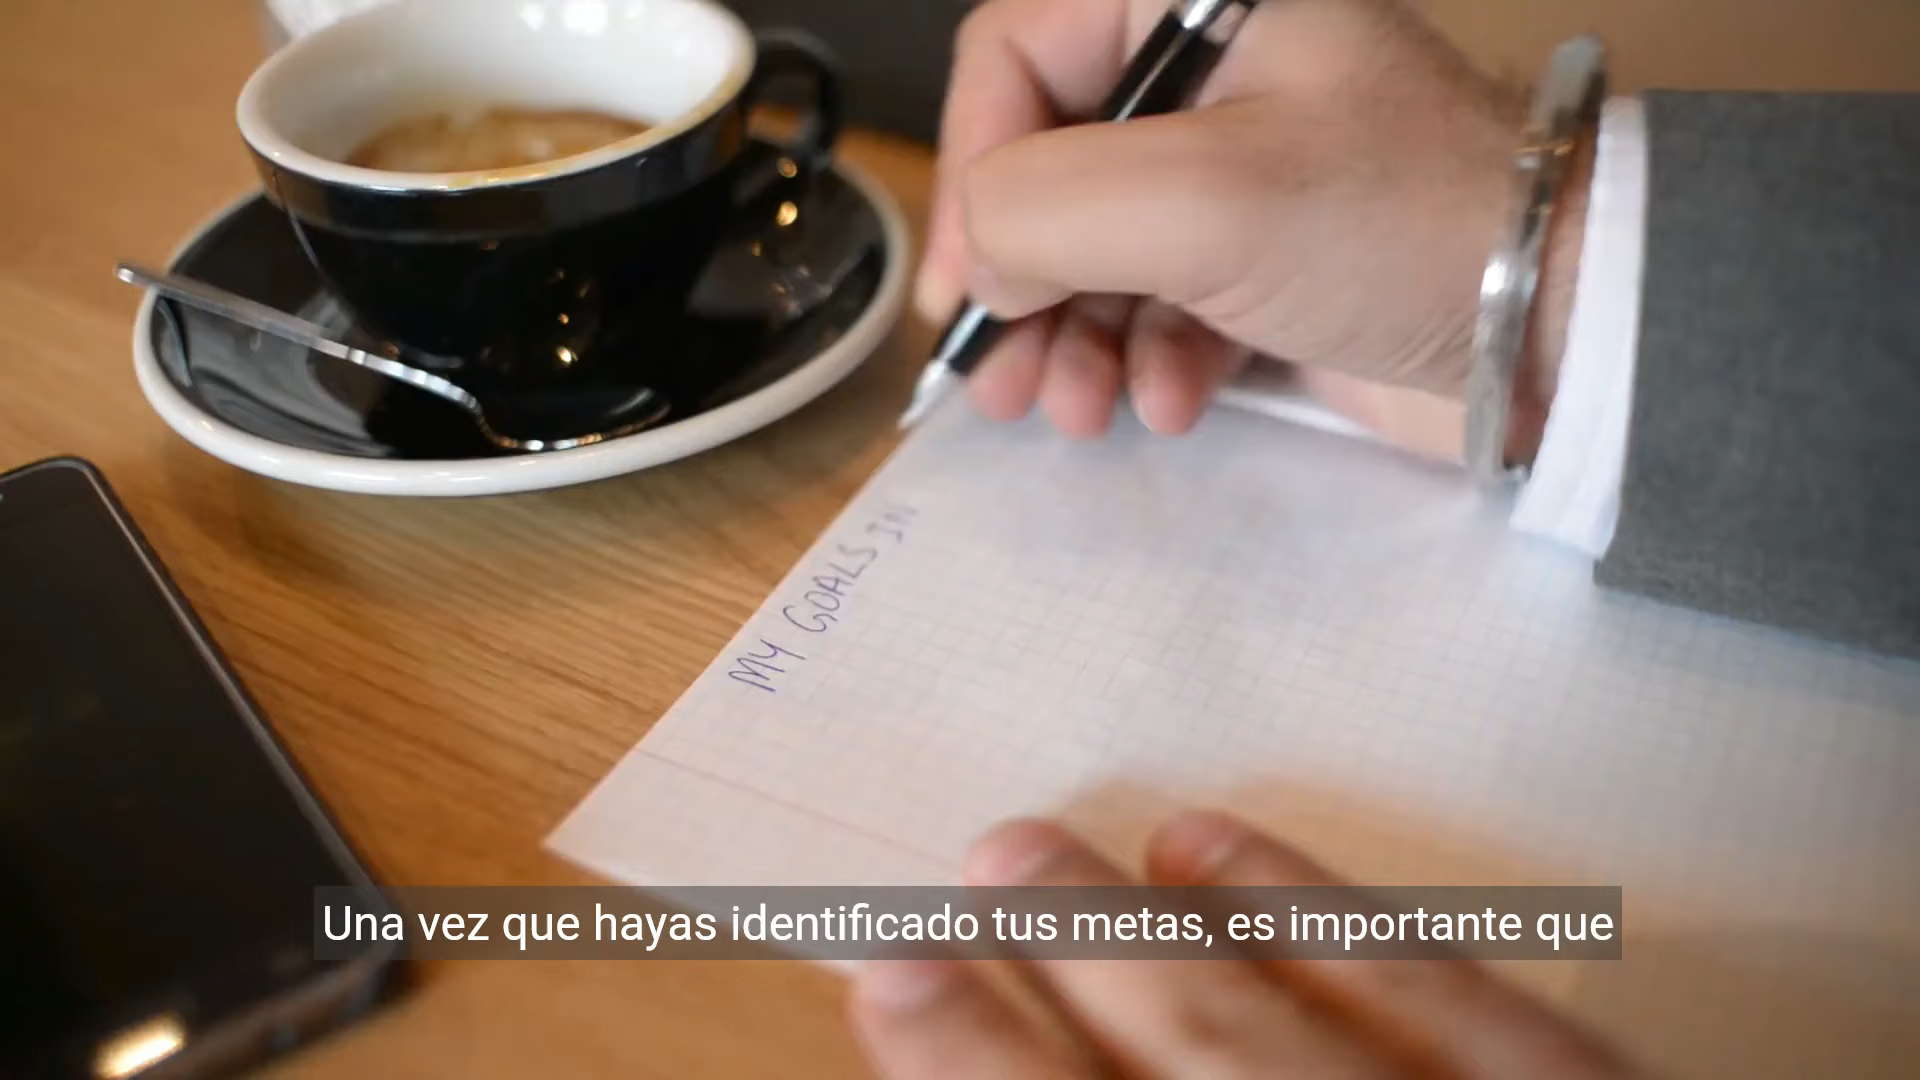 MY GOALS IN
Una vez que hayas identificado tus metas, es importante que